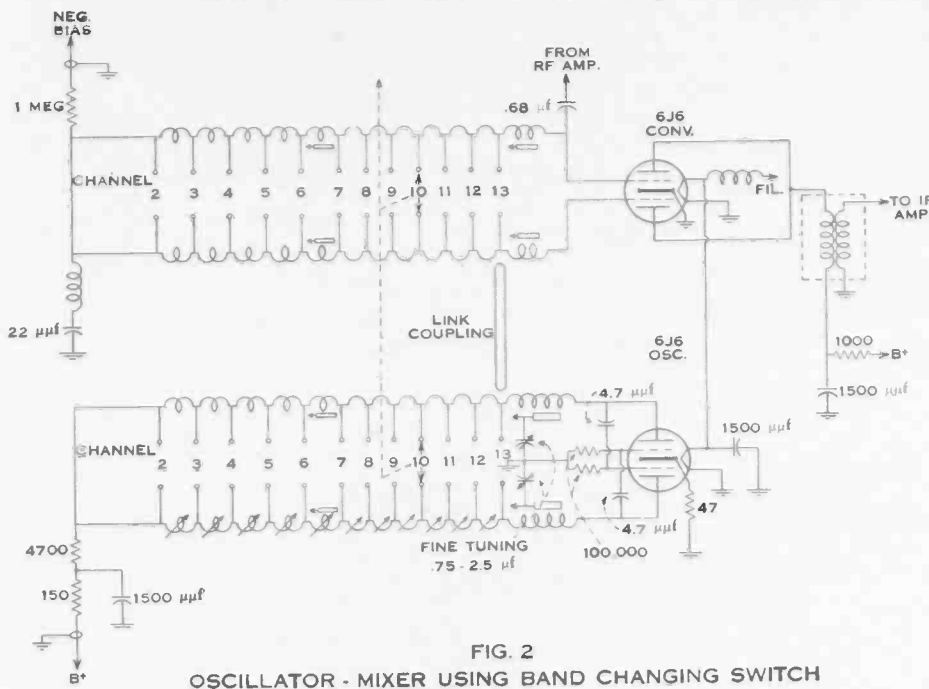 NEG.
BIAS
FROM
RF AMP.
1 MEG
.68 μf
6J6
CONV.
CHANNEL
2 3 4 5 6 7 8 9 10 11 12 13
FIL.
TO IF
AMP
22 μμf
LINK
COUPLING
6J6
OSC.
1000
B+
1500 μμf
4.7 μμf
1500 μμf
CHANNEL
2 3 4 5 6 7 8 9 10 11 12 13
47
4.7 μμf
100,000
FINE TUNING
.75 - 2.5 μf
4700
150
1500 μμf
B+
FIG. 2
OSCILLATOR - MIXER USING BAND CHANGING SWITCH